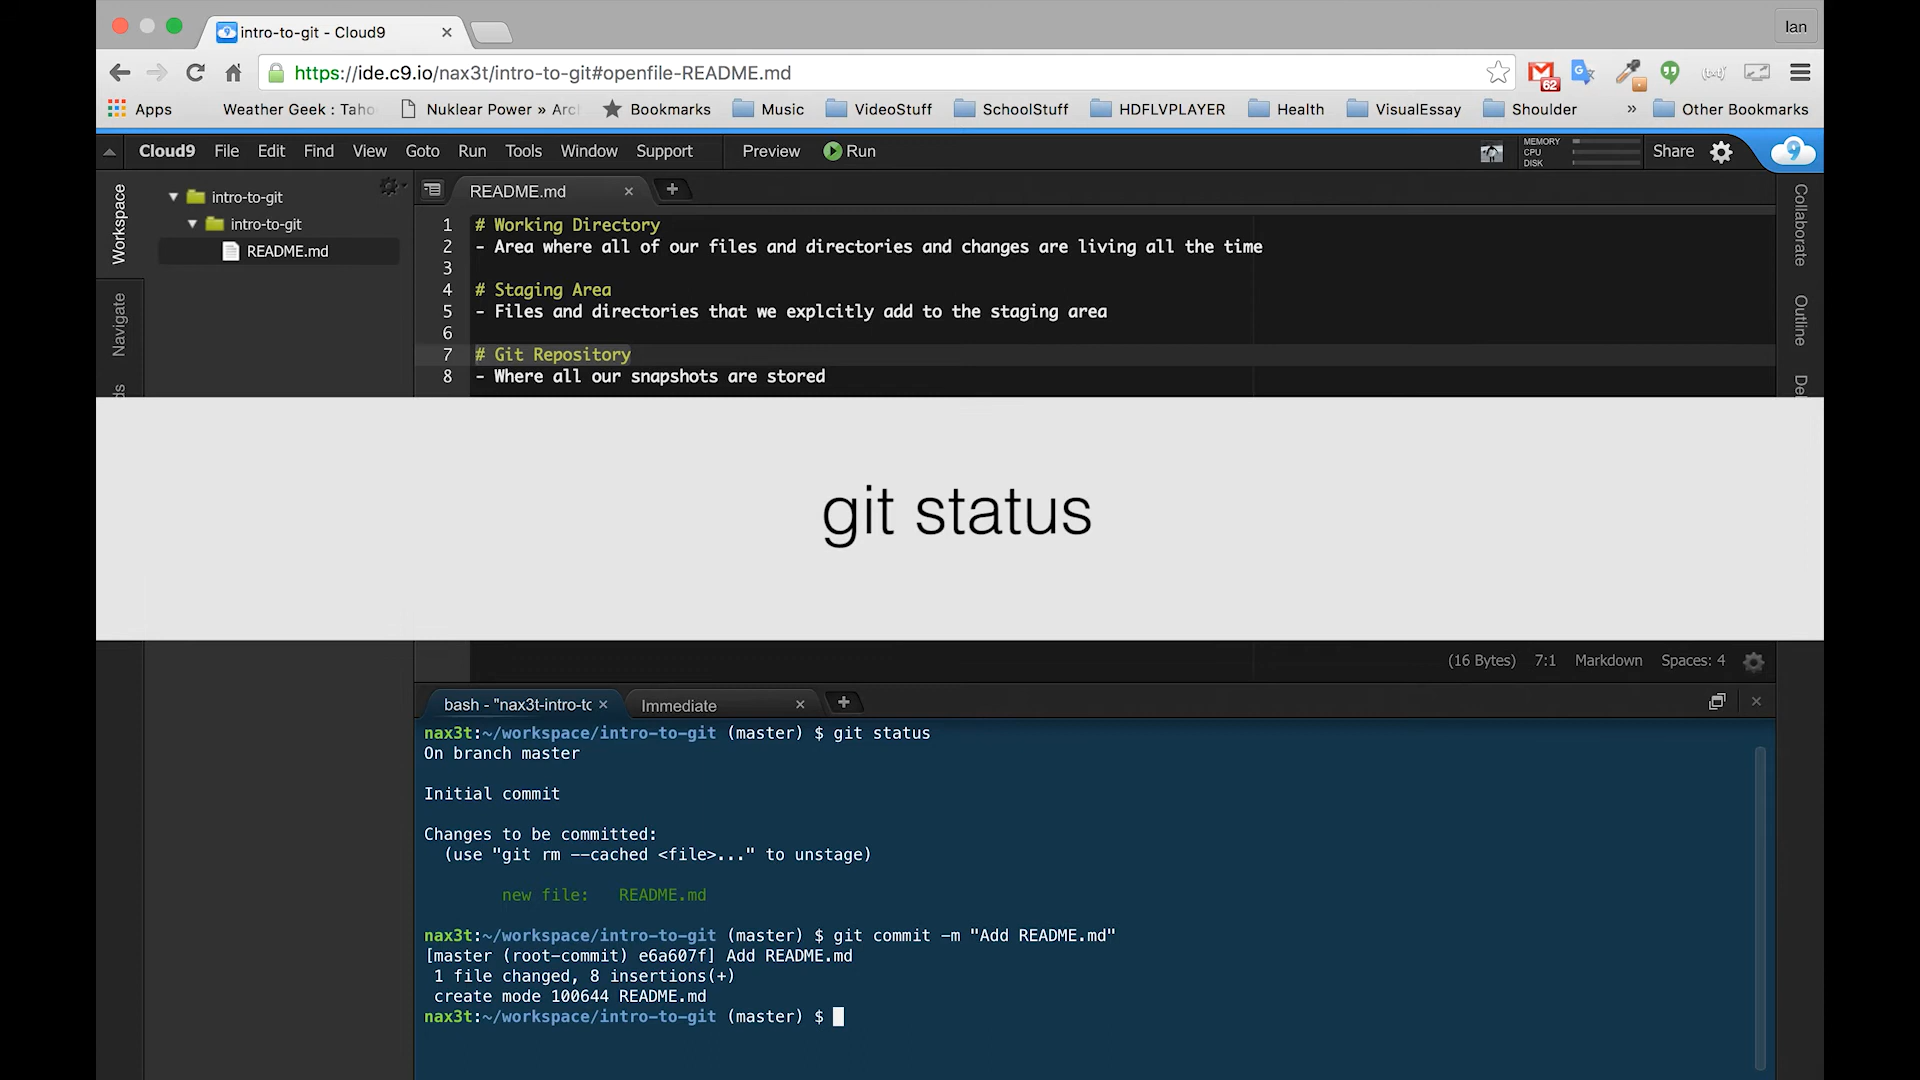 intro-to-git - Cloud9
Ian
https://ide.c9.io/nax3t/intro-to-git#openfile-README.md
62
Apps
Weather Geek : Taho
Nuklear Power » Arc
Bookmarks
Music
VideoStuff
SchoolStuff
HDFLVPLAYER
Health
VisualEssay
Shoulder
»
Other Bookmarks
Cloud9 File Edit Find View Goto Run Tools Window Support Preview Run
MEMORY
CPU
DISK
Share
9
Workspace
Navigate
ds
intro-to-git
intro-to-git
README.md
README.md
1 # Working Directory
2 - Area where all of our files and directories and changes are living all the time
3
4 # Staging Area
5 - Files and directories that we explcitly add to the staging area
6
7 # Git Repository
8 - Where all our snapshots are stored
Collaborate
Outline
De
git status
(16 Bytes) 7:1 Markdown Spaces: 4
bash - "nax3t-intro-to
Immediate
nax3t:~/workspace/intro-to-git (master) $ git status
On branch master
Initial commit
Changes to be committed:
(use "git rm --cached <file>..." to unstage)
new file: README.md
nax3t:~/workspace/intro-to-git (master) $ git commit -m "Add README.md"
[master (root-commit) e6a607f] Add README.md
1 file changed, 8 insertions(+)
create mode 100644 README.md
nax3t:~/workspace/intro-to-git (master) $